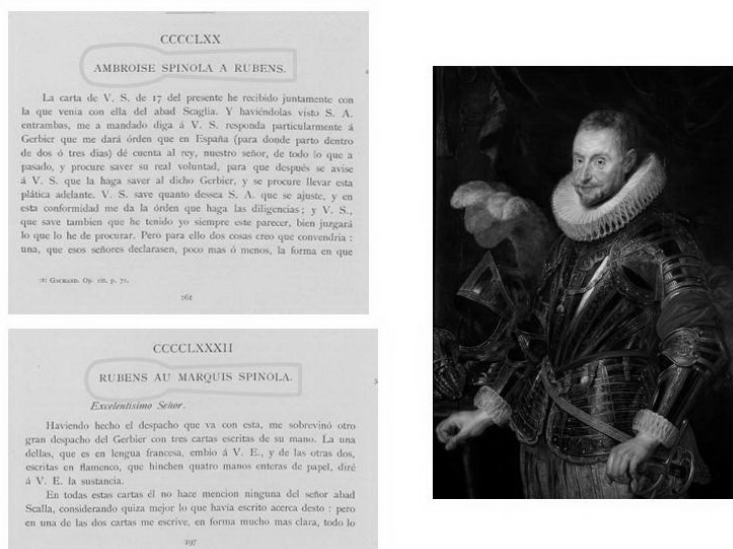 CCCCLXX
AMBROISE SPINOLA A RUBENS.
La carta de V. S. de 17 del presente he recibido juntamente con
la que venia con ella del abad Scaglia. Y haviéndolas visto S. A.
entrambas, me a mandado diga á V. S. responda particularmente á
Gerbier que me dará órden que en España (para donde parto dentro
de dos ó tres dias) dé cuenta al rey, nuestro señor, de todo lo que a
pasado, y procure saver su real voluntad, para que después se avise
á V. S. que la haga saver al dicho Gerbier, y se procure llevar esta
plática adelante. V. S. save quanto dessea S. A. que se ajuste, y en
esta conformidad me da la órden que haga las diligencias; y V. S.,
que save tambien que he tenido yo siempre este parecer, bien juzgará
lo que lo he de procurar. Pero para ello dos cosas creo que convendria :
una, que esos señores declarasen, poco mas ó menos, la forma en que
GACHARD. Op. cit. p. 71.
262
CCCCLXXXII
RUBENS AU MARQUIS SPINOLA.
Excelentisimo Señor.
Haviendo hecho el despacho que va con esta, me sobrevinó otro
gran despacho del Gerbier con tres cartas escritas de su mano. La una
dellas, que es en lengua francesa, embio á V. E., y de las otras dos,
escritas en flamenco, que hinchen quatro manos enteras de papel, diré
á V. E. la sustancia.
En todas estas cartas él no hace mencion ninguna del señor abad
Scalla, considerando quiza mejor lo que havia escrito acerca desto : pero
en una de las dos cartas me escrive, en forma mucho mas clara, todo lo
297